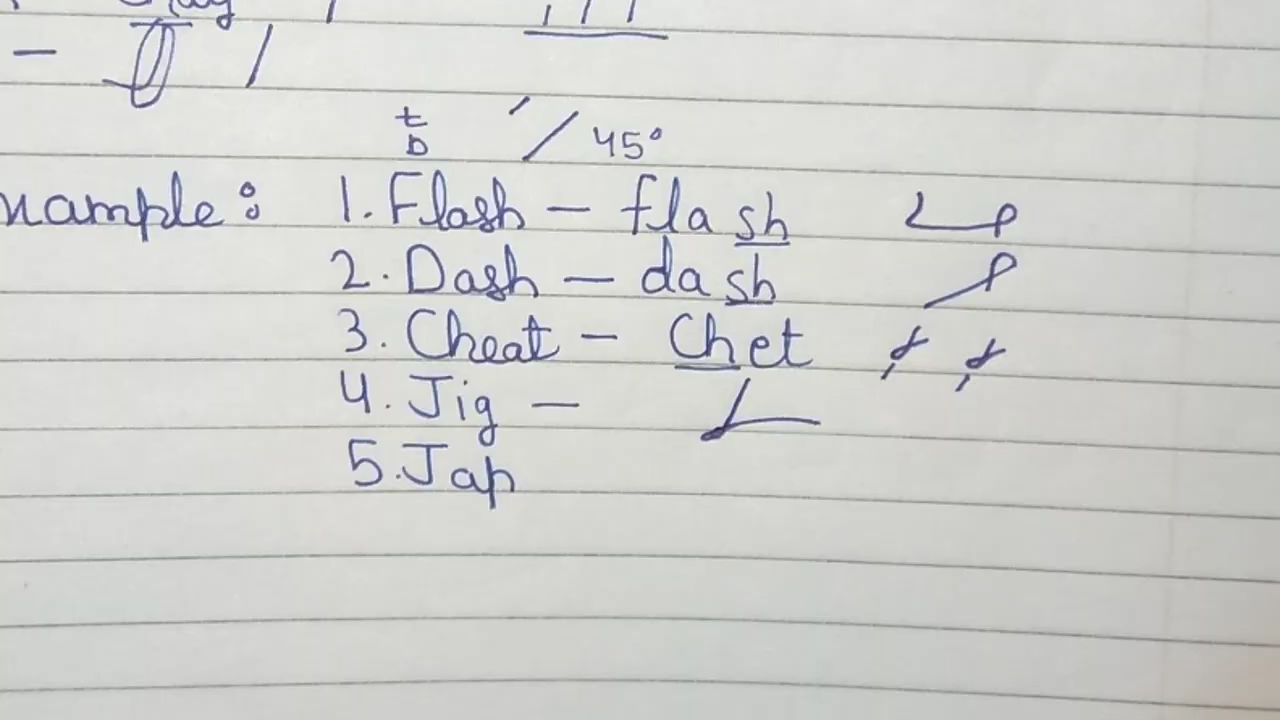 t
D 45°
xample: 1. Flash - flash
2. Dash - dash
3. Cheat - Chet
4. Jig -
5. Jap